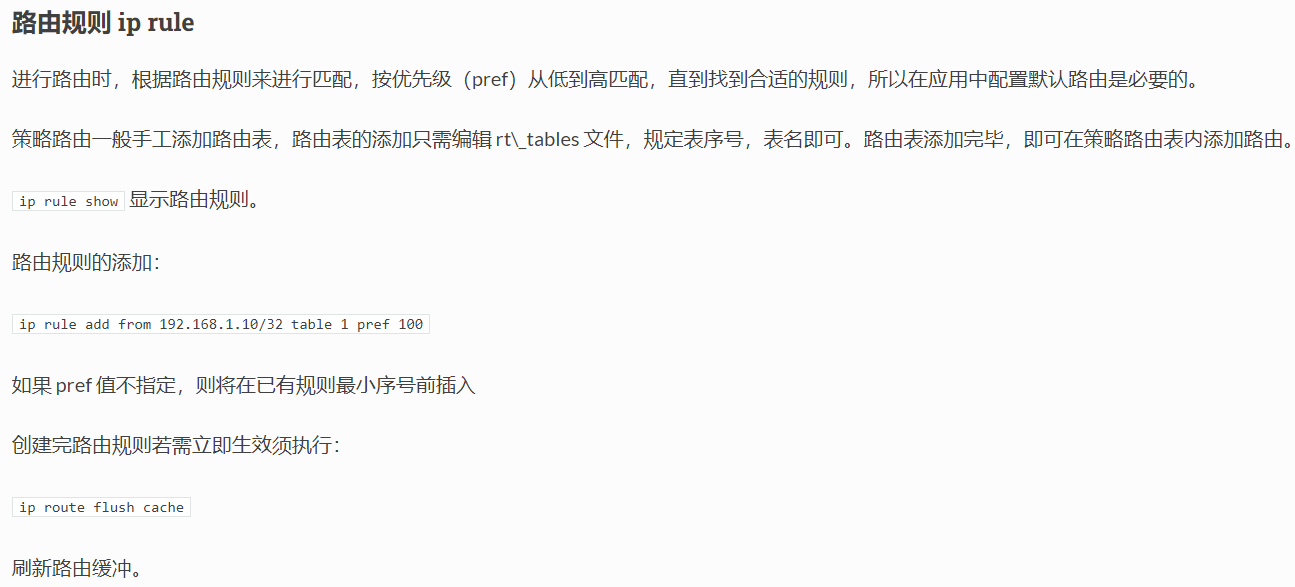 路由规则 ip rule
进行路由时，根据路由规则来进行匹配，按优先级（pref）从低到高匹配，直到找到合适的规则，所以在应用中配置默认路由是必要的。
策略路由一般手工添加路由表，路由表的添加只需编辑 rt\_tables 文件，规定表序号，表名即可。路由表添加完毕，即可在策略路由表内添加路由。
ip rule show 显示路由规则。
路由规则的添加：
ip rule add from 192.168.1.10/32 table 1 pref 100
如果 pref 值不指定，则将在已有规则最小序号前插入
创建完路由规则若需立即生效须执行：
ip route flush cache
刷新路由缓冲。